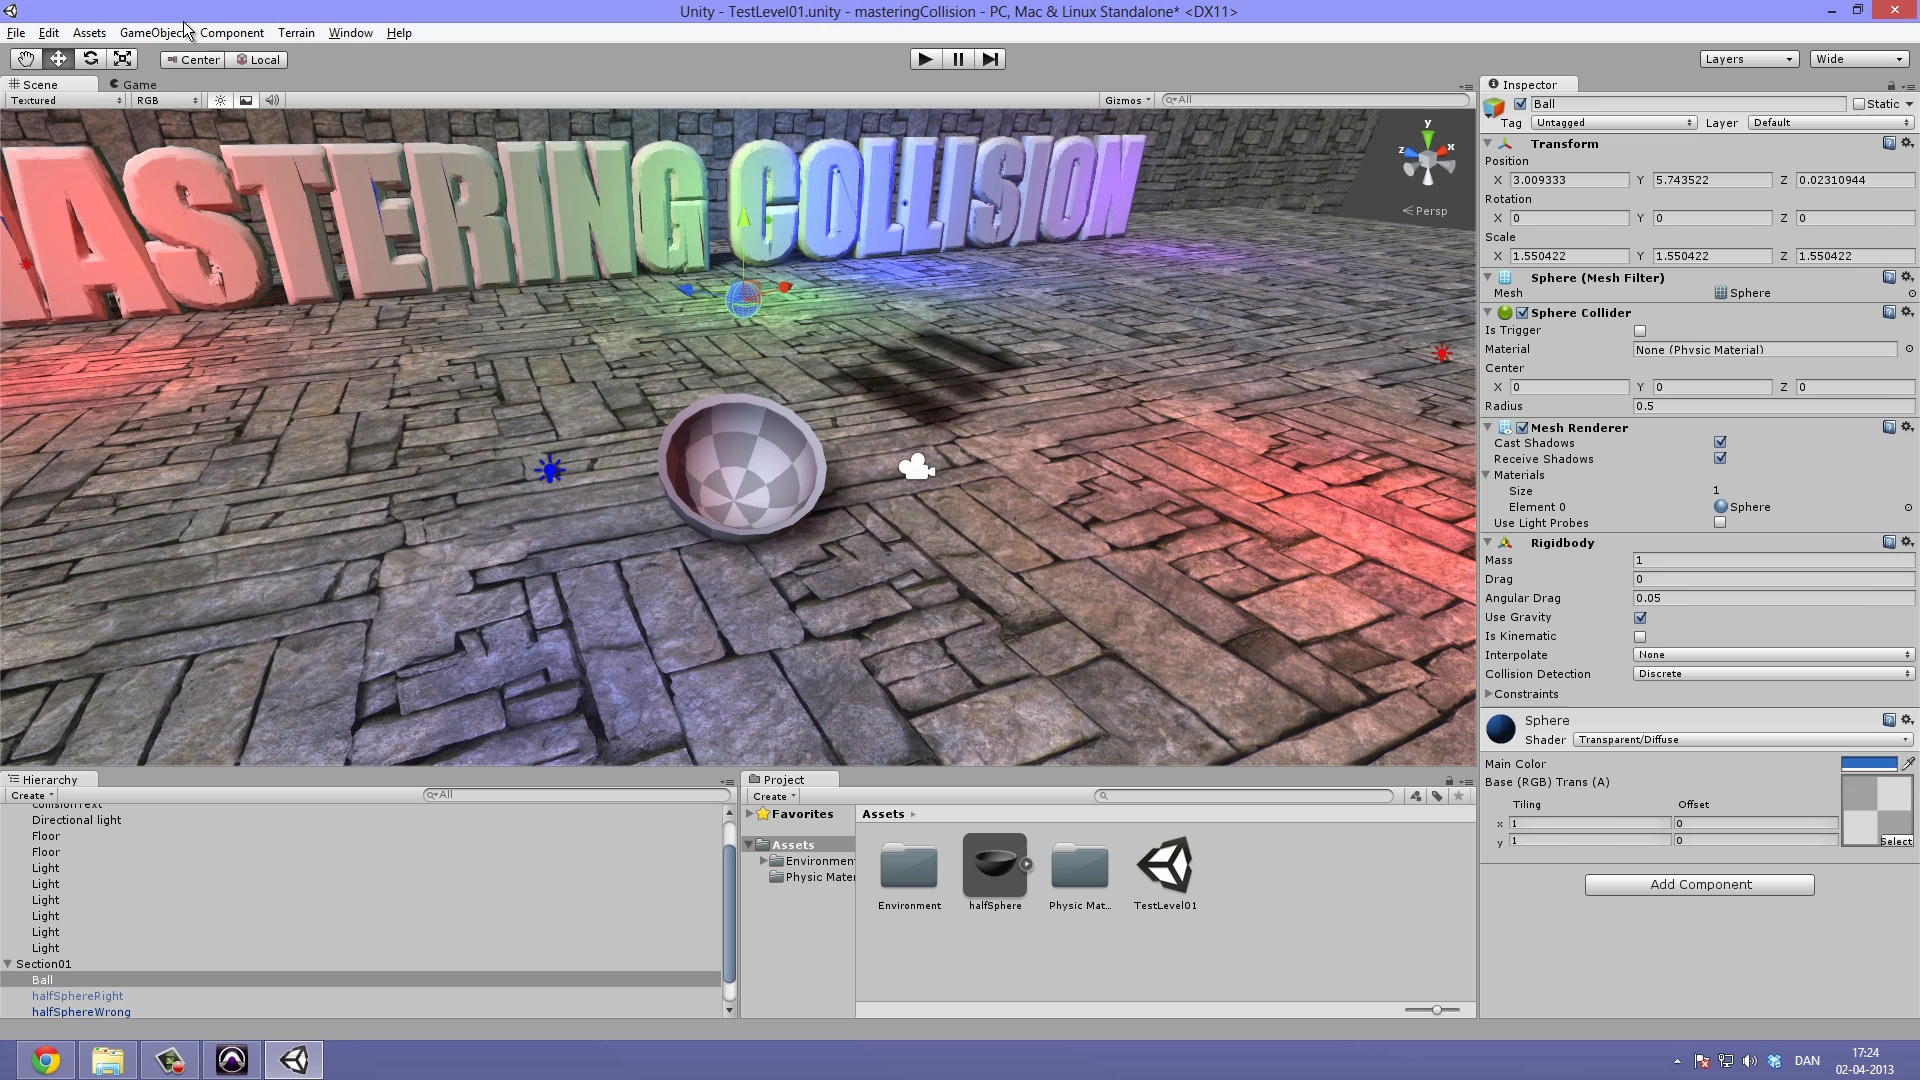 Unity - TestLevel01.unity - masteringCollision - PC, Mac & Linux Standalone* <DX11>
File Edit Assets GameObject Component Terrain Window Help
Center Local Layers Wide
Scene Game
Textured RGB Gizmos All
MASTERING COLLISION
y
z x
Persp
Inspector
Ball Static
Tag Untagged Layer Default
Transform
Position
X 3.009333 Y 5.743522 Z 0.02310944
Rotation
X 0 Y 0 Z 0
Scale
X 1.550422 Y 1.550422 Z 1.550422
Sphere (Mesh Filter)
Mesh Sphere
Sphere Collider
Is Trigger
Material None (Physic Material)
Center
X 0 Y 0 Z 0
Radius 0.5
Mesh Renderer
Cast Shadows
Receive Shadows
Materials
Size 1
Element 0 Sphere
Use Light Probes
Rigidbody
Mass 1
Drag 0
Angular Drag 0.05
Use Gravity
Is Kinematic
Interpolate None
Collision Detection Discrete
Constraints
Sphere
Shader Transparent/Diffuse
Main Color
Base (RGB) Trans (A)
Tiling Offset
x 1 0
y 1 0
Select
Add Component
Hierarchy
Create All
CollisionText
Directional light
Floor
Floor
Light
Light
Light
Light
Light
Light
Section01
Ball
halfSphereRight
halfSphereWrong
Project
Create
Favorites
Assets
Environmen
Physic Mate
Assets
Environment halfSphere Physic Mat... TestLevel01
DAN
17:24
02-04-2013